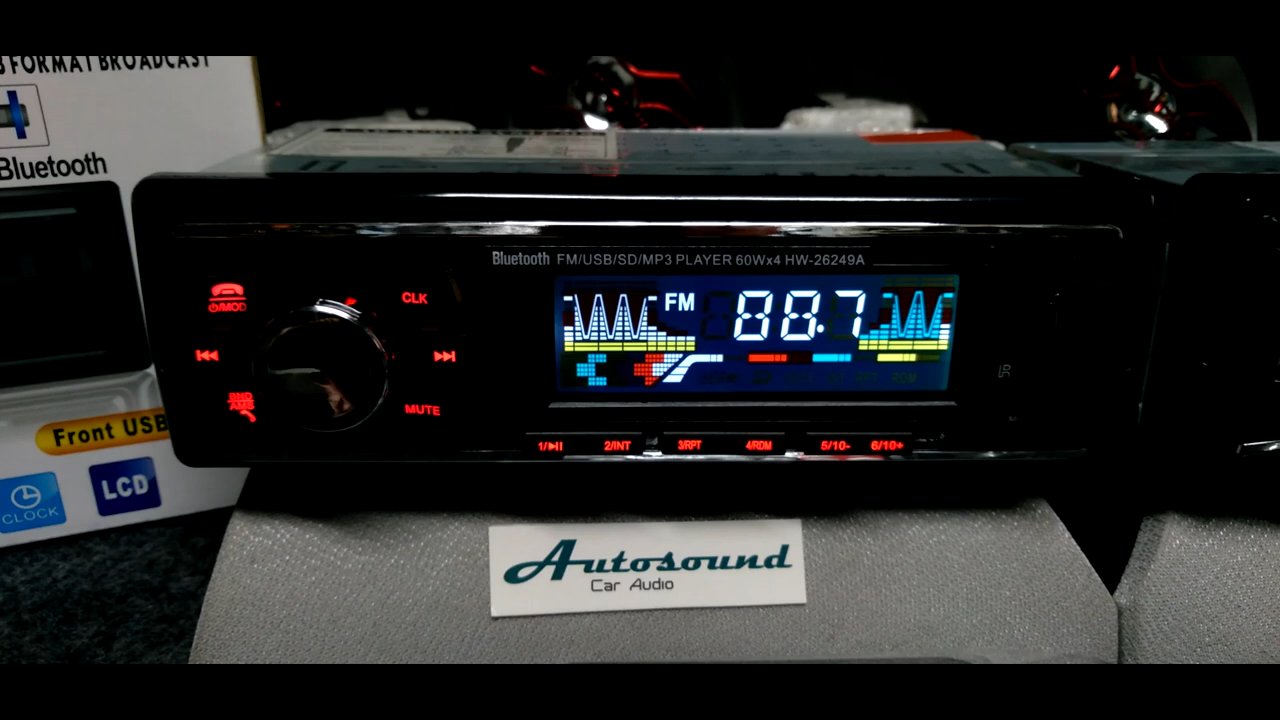 FORMAT BROADCAST
Bluetooth
Front USB
CLOCK
LCD
Bluetooth FM/USB/SD/MP3 PLAYER 60Wx4 HW-26249A
FM 88.7
⏻/MOD
CLK
BND
AMS
MUTE
IR
1/▶II
2/INT
3/RPT
4/RDM
5/10-
6/10+
Autosound
Car Audio